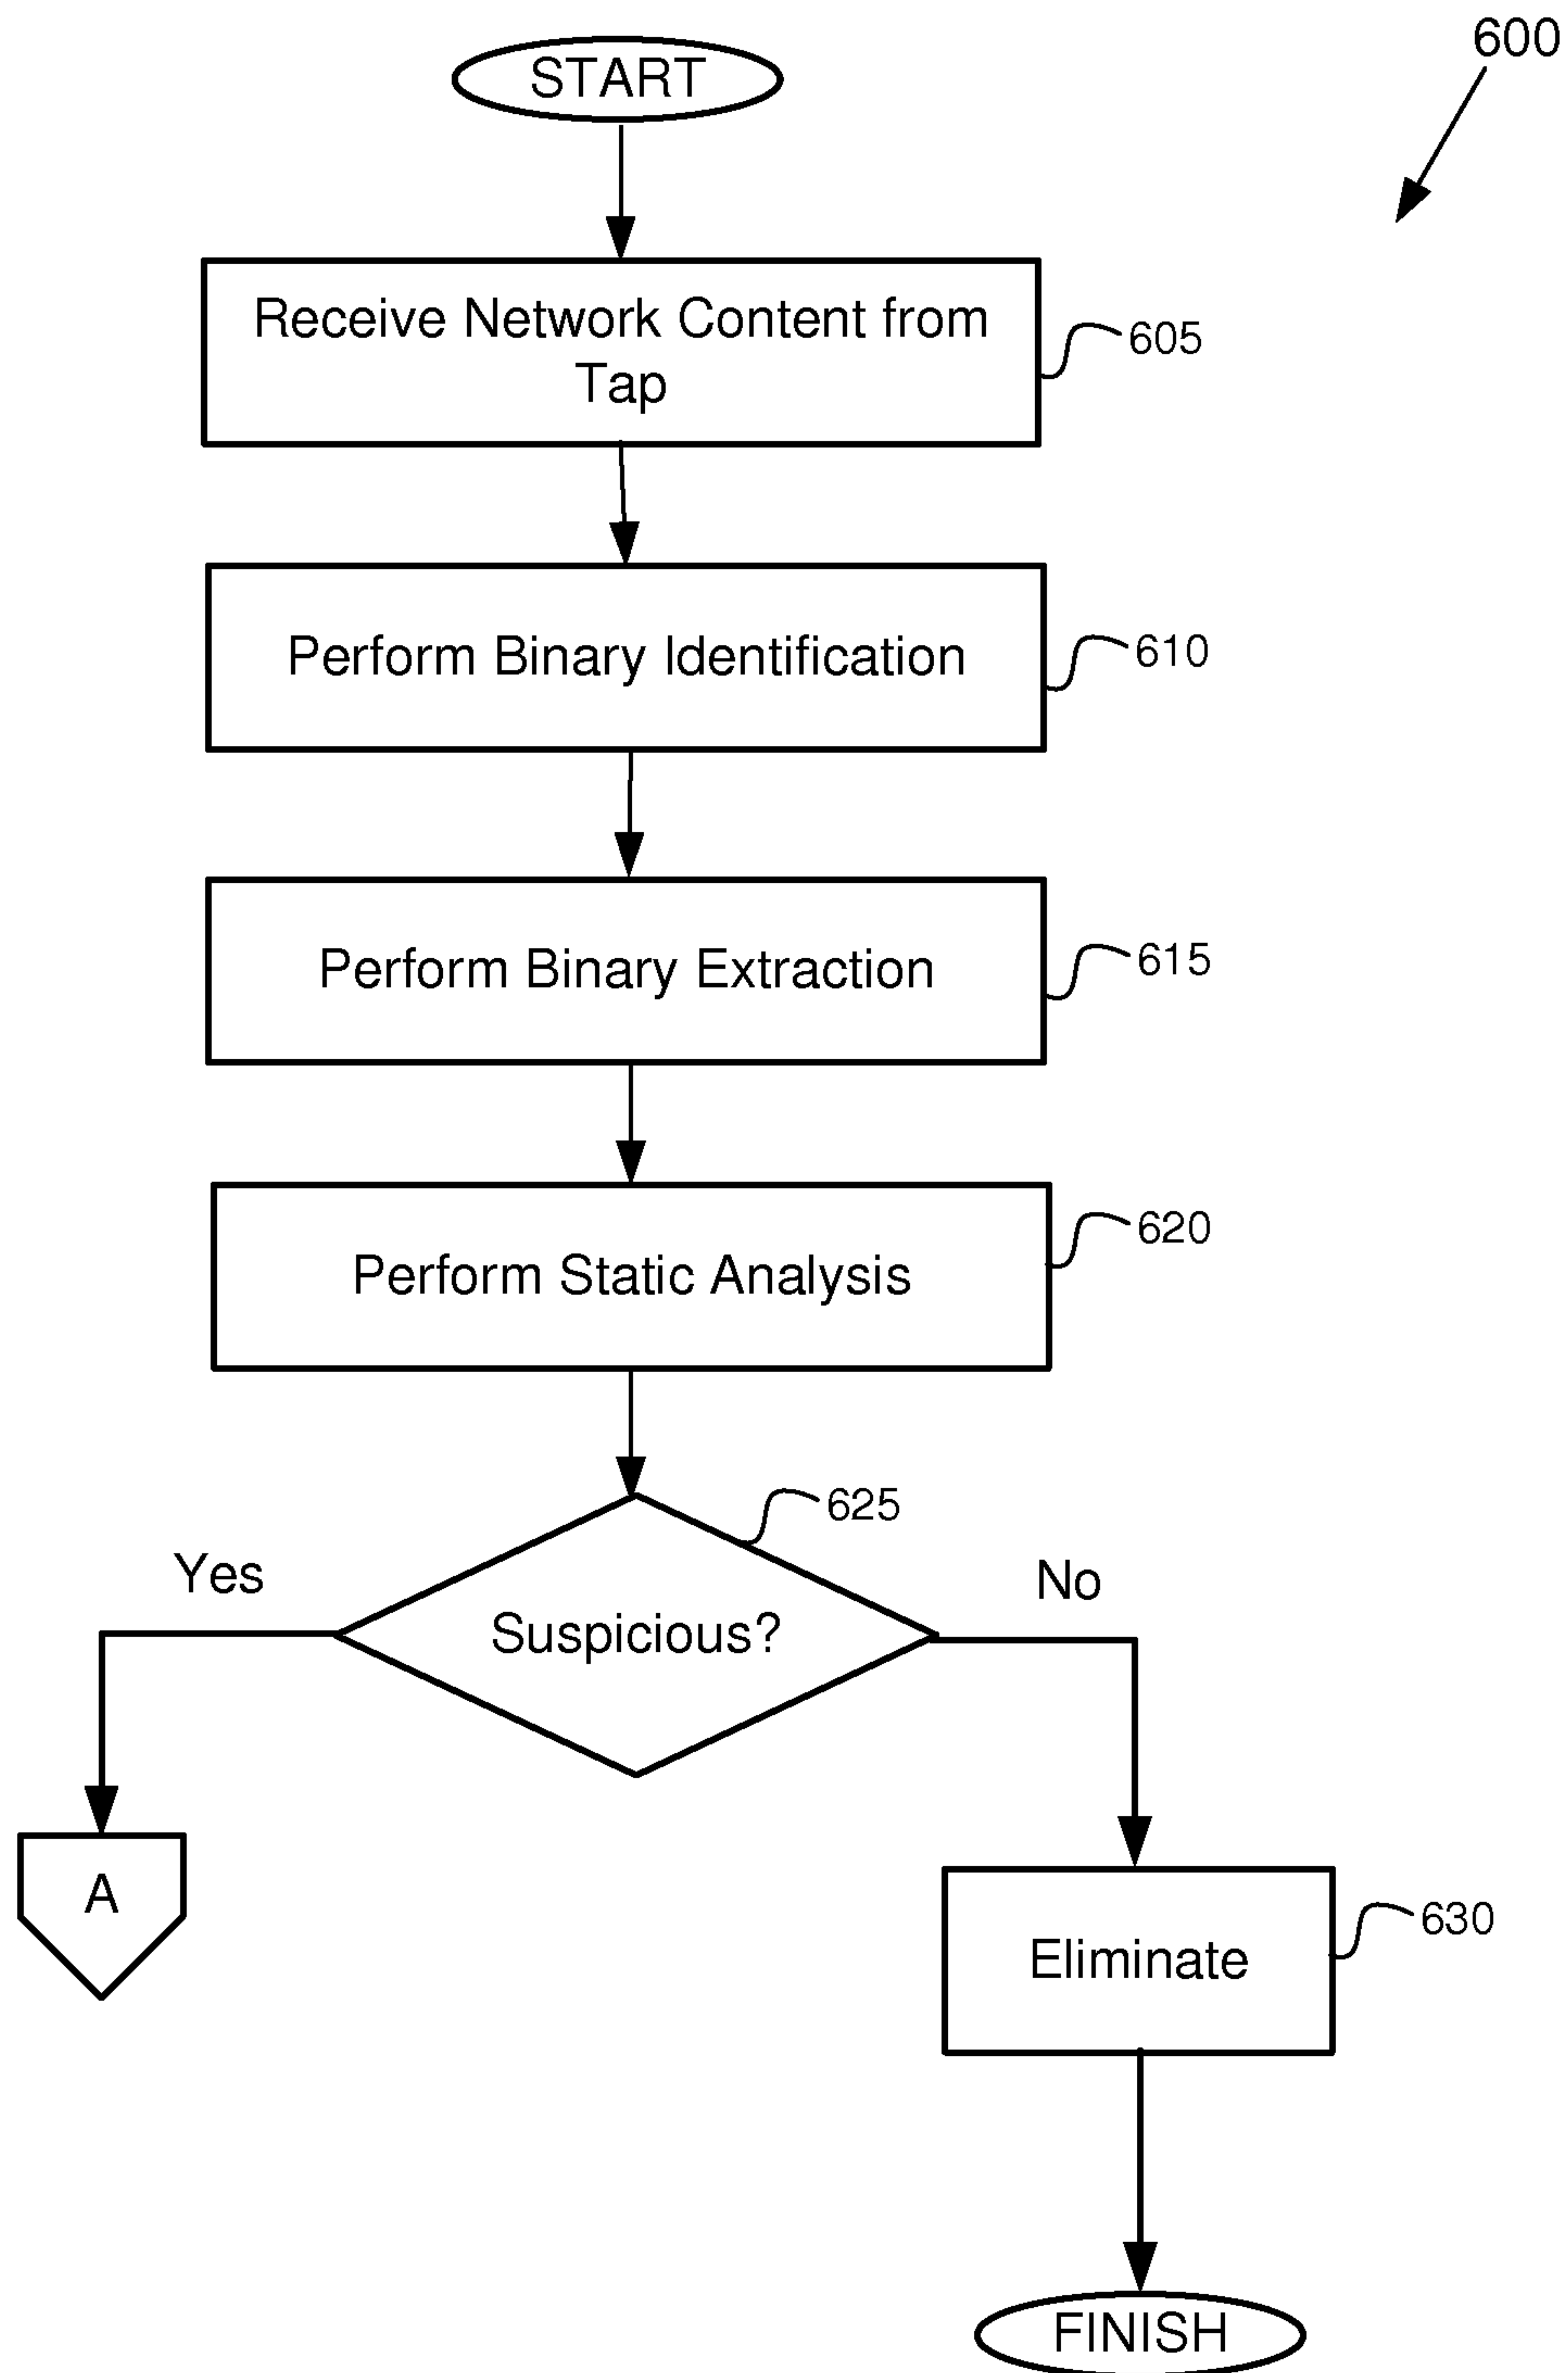 600
START
Receive Network Content from
Tap
605
Perform Binary Identification
610
Perform Binary Extraction
615
Perform Static Analysis
620
625
Yes
Suspicious?
No
A
Eliminate
630
FINISH